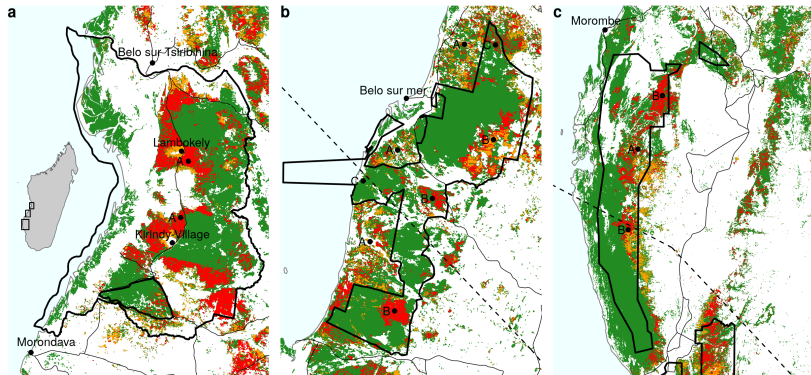 a
Belo sur Tsiribihina
Lambokely
A
A
Kirindy Village
Morondava
b
A
C
Belo sur mer
B
A
C
B
A
B
c
Morombe
B
A
B